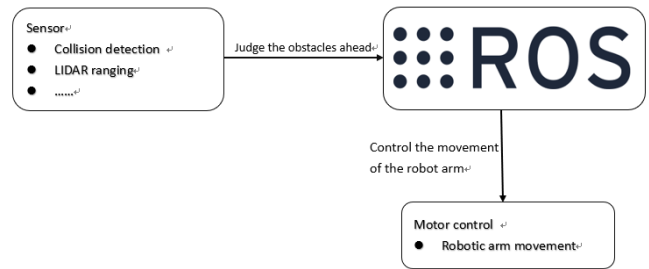 Sensor
● Collision detection
● LIDAR ranging
● ......
Judge the obstacles ahead
ROS
Control the movement
of the robot arm
Motor control
● Robotic arm movement